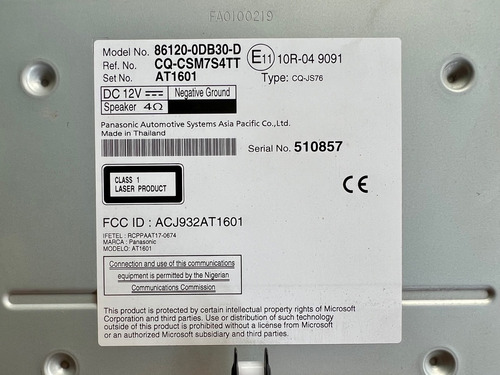 FA0100219
Model No. 86120-0DB30-D
Ref. No. CQ-CSM7S4TT
Set No. AT1601
E11 10R-04 9091
Type: CQ-JS76
DC 12V Negative Ground
Speaker 4Ω
Panasonic Automotive Systems Asia Pacific Co.,Ltd.
Made in Thailand
Serial No. 510857
CLASS 1
LASER PRODUCT
CE
FCC ID : ACJ932AT1601
IFETEL : RCPPAAT17-0674
MARCA : Panasonic
MODELO: AT1601
Connection and use of this communications
equipment is permitted by the Nigerian
Communications Commission
This product is protected by certain intellectual property rights of Microsoft
Corporation and third parties. Use or distribution of such technology
outside of this product is prohibited without a license from Microsoft
or an authorized Microsoft subsidiary and third parties.